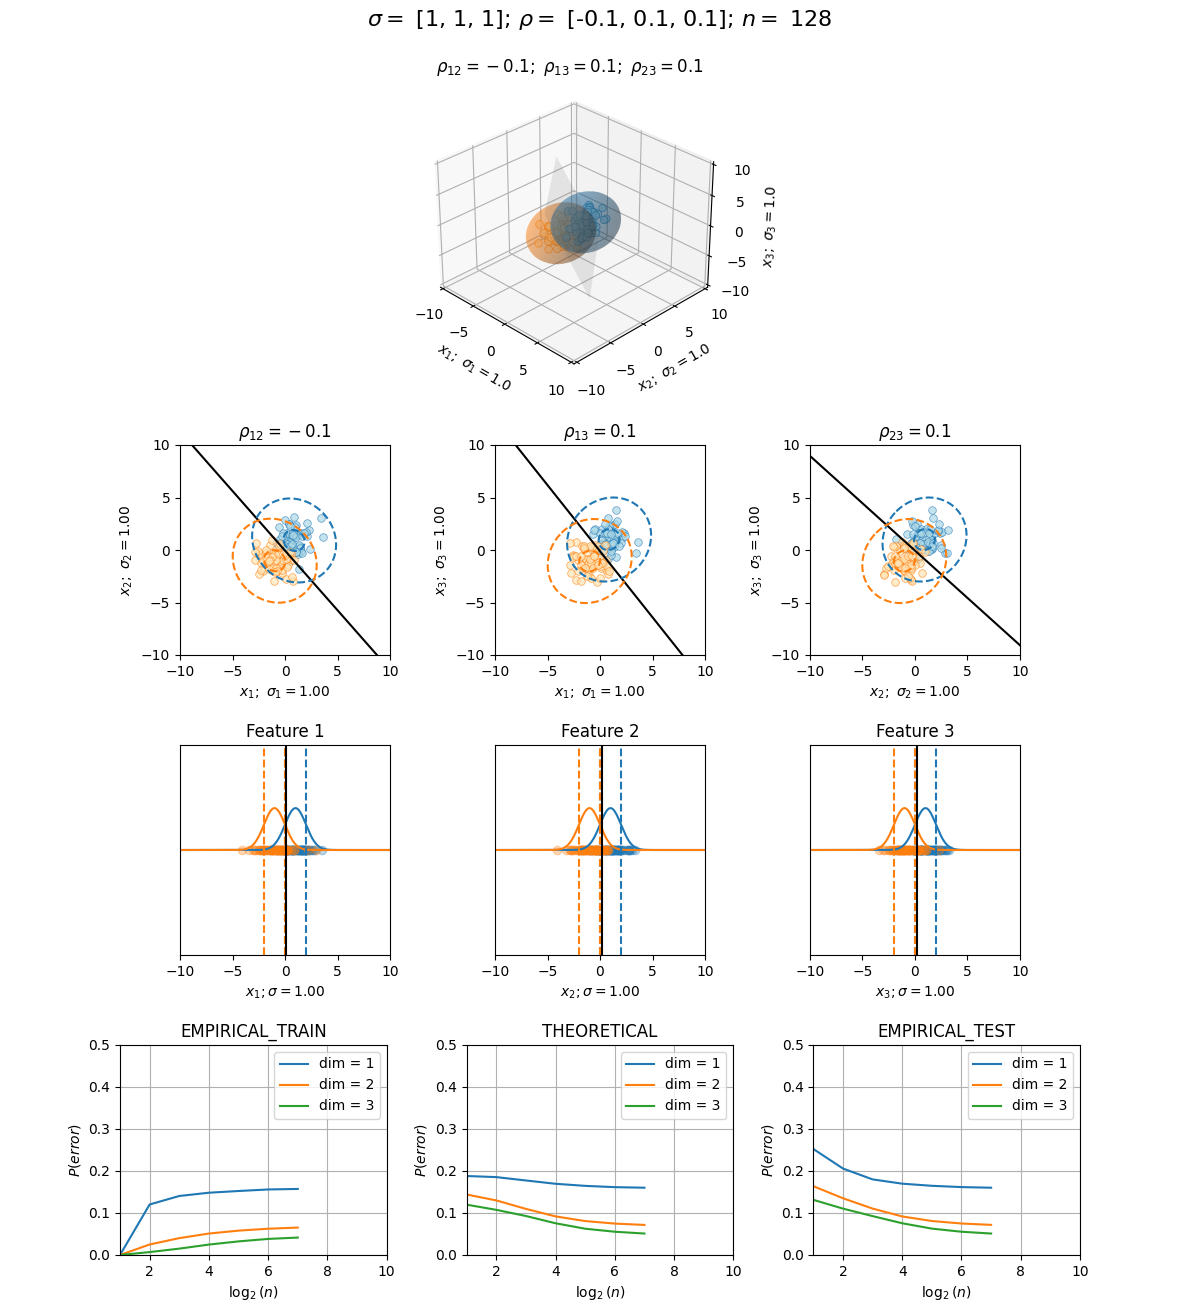 σ = [1, 1, 1]; ρ = [-0.1, 0.1, 0.1]; n = 128
ρ12 = −0.1; ρ13 = 0.1; ρ23 = 0.1
10
5
0
−5
−10
x3; σ3 = 1.0
−10
−5
0
5
10
x1; σ1 = 1.0
−10
−5
0
5
10
x2; σ2 = 1.0
ρ12 = −0.1
10
5
0
−5
−10
x2; σ2 = 1.00
−10 −5 0 5 10
x1; σ1 = 1.00
ρ13 = 0.1
10
5
0
−5
−10
x3; σ3 = 1.00
−10 −5 0 5 10
x1; σ1 = 1.00
ρ23 = 0.1
10
5
0
−5
−10
x3; σ3 = 1.00
−10 −5 0 5 10
x2; σ2 = 1.00
Feature 1
−10 −5 0 5 10
x1; σ = 1.00
Feature 2
−10 −5 0 5 10
x2; σ = 1.00
Feature 3
−10 −5 0 5 10
x3; σ = 1.00
EMPIRICAL_TRAIN
0.5
0.4
0.3
0.2
0.1
0.0
P(error)
dim = 1
dim = 2
dim = 3
2 4 6 8 10
log2(n)
THEORETICAL
0.5
0.4
0.3
0.2
0.1
0.0
P(error)
dim = 1
dim = 2
dim = 3
2 4 6 8 10
log2(n)
EMPIRICAL_TEST
0.5
0.4
0.3
0.2
0.1
0.0
P(error)
dim = 1
dim = 2
dim = 3
2 4 6 8 10
log2(n)